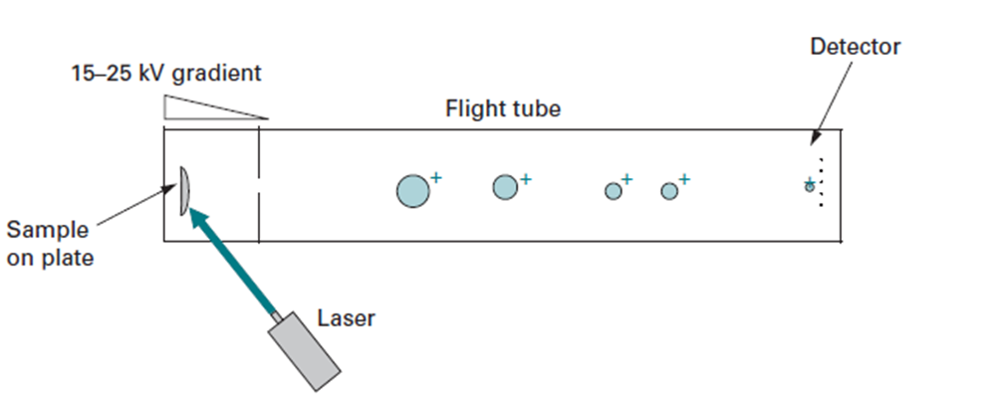 Detector
15–25 kV gradient
Flight tube
+
+
+
+
+
Sample
on plate
Laser